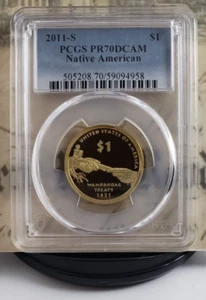 2011-S $1
PCGS PR70DCAM
Native American
505208.70/59094958
UNITED STATES OF AMERICA
$1
WAMPANOAG
TREATY
1621